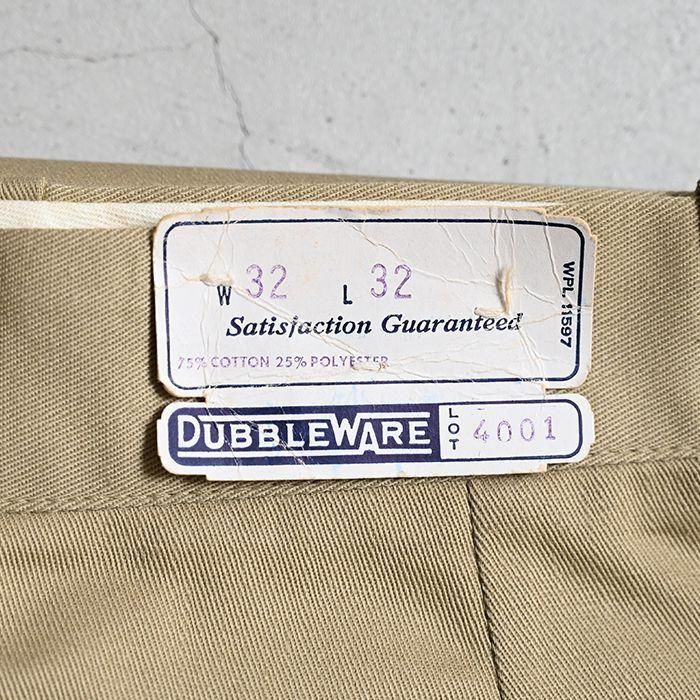 W 32 L 32
Satisfaction Guaranteed
75% COTTON 25% POLYESTER
WPL. 11597
DUBBLEWARE
LOT 4001